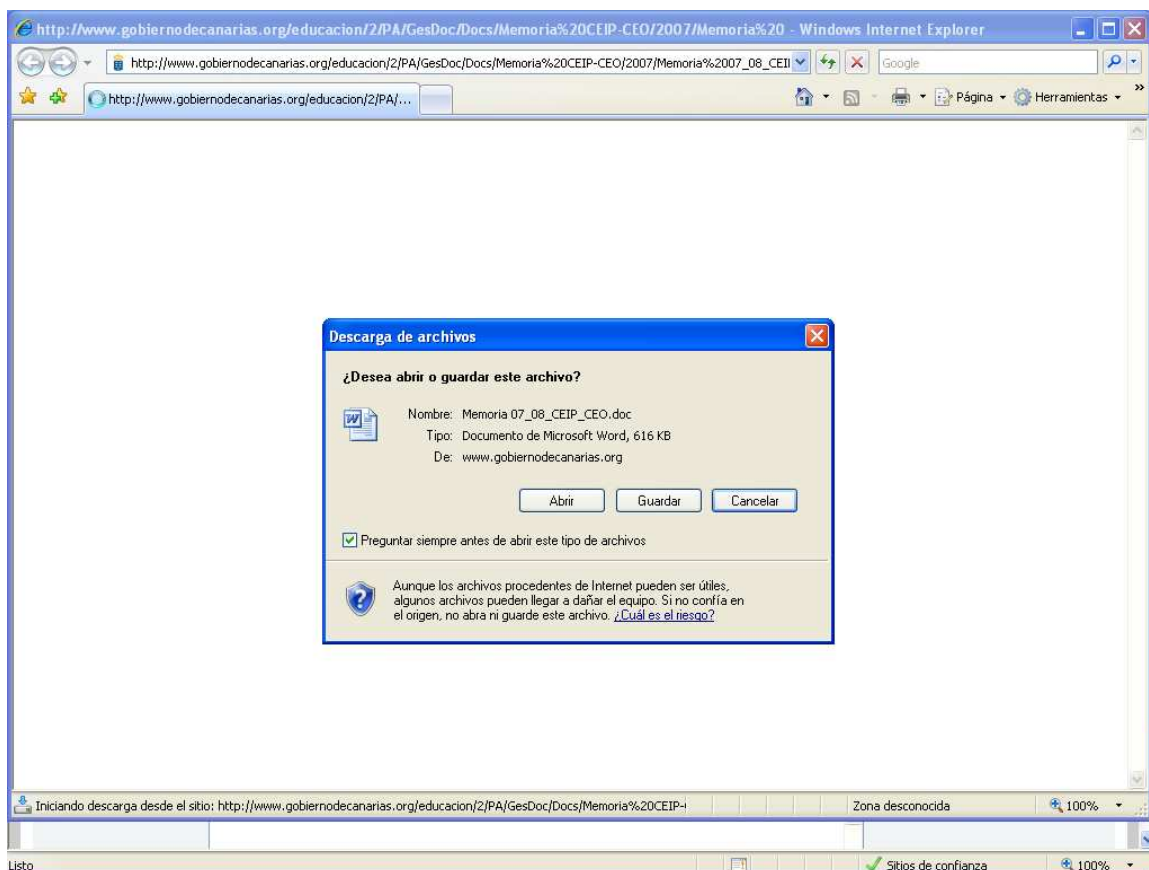 http://www.gobiernodecanarias.org/educacion/2/PA/GesDoc/Docs/Memoria%20CEIP-CEO/2007/Memoria%20 - Windows Internet Explorer
http://www.gobiernodecanarias.org/educacion/2/PA/GesDoc/Docs/Memoria%20CEIP-CEO/2007/Memoria%2007_08_CEI
Google
http://www.gobiernodecanarias.org/educacion/2/PA/...
Página
Herramientas
Descarga de archivos
¿Desea abrir o guardar este archivo?
Nombre: Memoria 07_08_CEIP_CEO.doc
Tipo: Documento de Microsoft Word, 616 KB
De: www.gobiernodecanarias.org
Abrir Guardar Cancelar
Preguntar siempre antes de abrir este tipo de archivos
Aunque los archivos procedentes de Internet pueden ser útiles,
algunos archivos pueden llegar a dañar el equipo. Si no confía en
el origen, no abra ni guarde este archivo. ¿Cuál es el riesgo?
Iniciando descarga desde el sitio: http://www.gobiernodecanarias.org/educacion/2/PA/GesDoc/Docs/Memoria%20CEIP- Zona desconocida 100%
Listo Sitios de confianza 100%